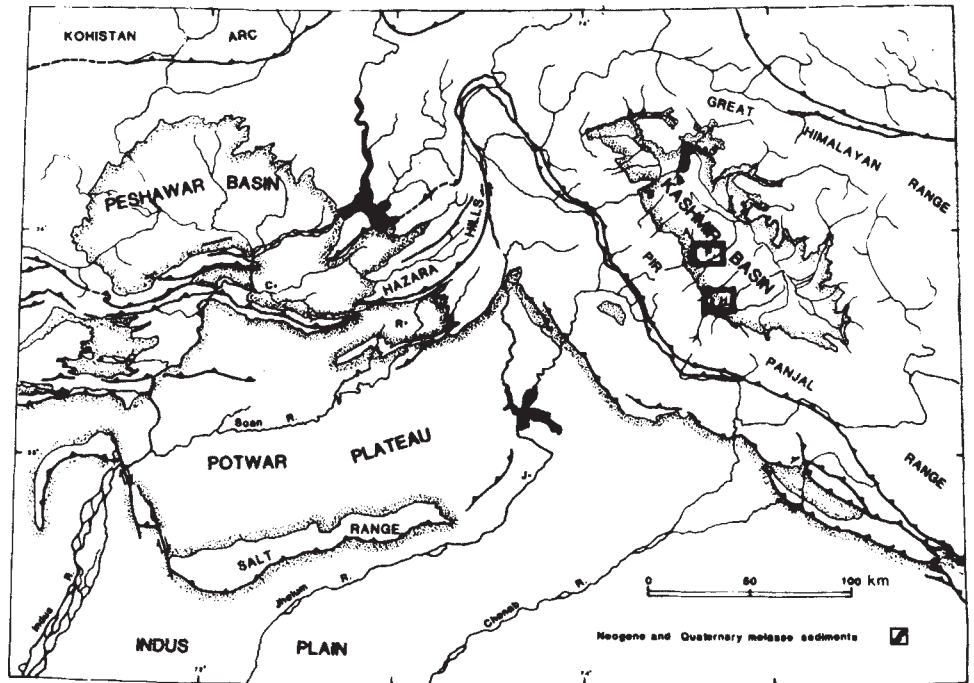 KOHISTAN ARC
GREAT
HIMALAYAN
RANGE
PESHAWAR BASIN
KASHMIR BASIN
HILLS
HAZARA
PIR
C.
R.
PANJAL
RANGE
Soan R.
POTWAR PLATEAU
J.
SALT RANGE
Indus R.
Jhelum R.
Chenab R.
0 50 100 km
INDUS PLAIN
Neogene and Quaternary molasse sediments